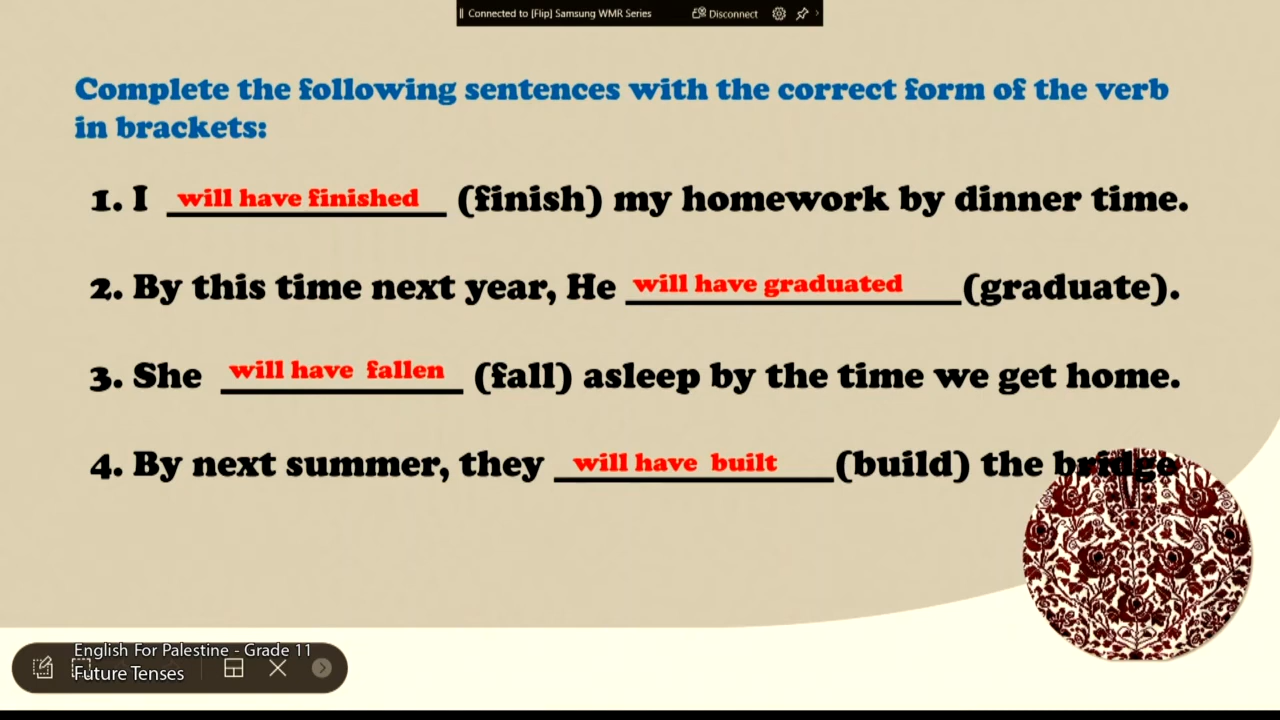 Connected to [Flip] Samsung WMR Series Disconnect
Complete the following sentences with the correct form of the verb
in brackets:
1. I will have finished (finish) my homework by dinner time.
2. By this time next year, He will have graduated (graduate).
3. She will have fallen (fall) asleep by the time we get home.
4. By next summer, they will have built (build) the bridge
English For Palestine - Grade 11
Future Tenses